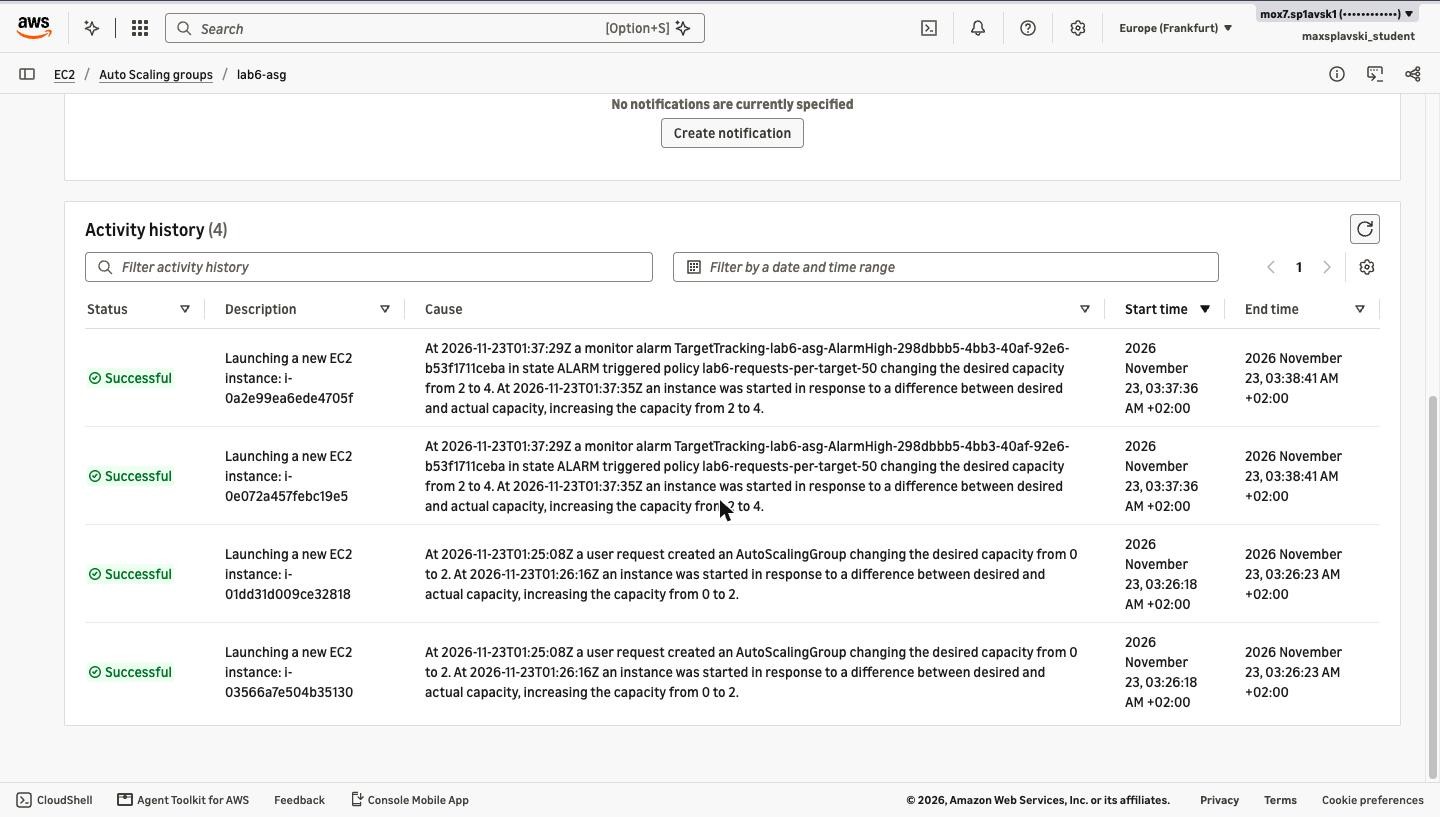 aws
Search
[Option+S]
Europe (Frankfurt)
mox7.sp1avsk1 (••••••••••••)
maxsplavski_student
EC2 / Auto Scaling groups / lab6-asg
No notifications are currently specified
Create notification
Activity history (4)
Filter activity history
Filter by a date and time range
1
Status
Description
Cause
Start time
End time
Successful
Launching a new EC2
instance: i-
0a2e99ea6ede4705f
At 2026-11-23T01:37:29Z a monitor alarm TargetTracking-lab6-asg-AlarmHigh-298dbbb5-4bb3-40af-92e6-
b53f1711ceba in state ALARM triggered policy lab6-requests-per-target-50 changing the desired capacity
from 2 to 4. At 2026-11-23T01:37:35Z an instance was started in response to a difference between desired
and actual capacity, increasing the capacity from 2 to 4.
2026
November
23, 03:37:36
AM +02:00
2026 November
23, 03:38:41 AM
+02:00
Successful
Launching a new EC2
instance: i-
0e072a457febc19e5
At 2026-11-23T01:37:29Z a monitor alarm TargetTracking-lab6-asg-AlarmHigh-298dbbb5-4bb3-40af-92e6-
b53f1711ceba in state ALARM triggered policy lab6-requests-per-target-50 changing the desired capacity
from 2 to 4. At 2026-11-23T01:37:35Z an instance was started in response to a difference between desired
and actual capacity, increasing the capacity from 2 to 4.
2026
November
23, 03:37:36
AM +02:00
2026 November
23, 03:38:41 AM
+02:00
Successful
Launching a new EC2
instance: i-
01dd31d009ce32818
At 2026-11-23T01:25:08Z a user request created an AutoScalingGroup changing the desired capacity from 0
to 2. At 2026-11-23T01:26:16Z an instance was started in response to a difference between desired and
actual capacity, increasing the capacity from 0 to 2.
2026
November
23, 03:26:18
AM +02:00
2026 November
23, 03:26:23 AM
+02:00
Successful
Launching a new EC2
instance: i-
03566a7e504b35130
At 2026-11-23T01:25:08Z a user request created an AutoScalingGroup changing the desired capacity from 0
to 2. At 2026-11-23T01:26:16Z an instance was started in response to a difference between desired and
actual capacity, increasing the capacity from 0 to 2.
2026
November
23, 03:26:18
AM +02:00
2026 November
23, 03:26:23 AM
+02:00
CloudShell
Agent Toolkit for AWS
Feedback
Console Mobile App
© 2026, Amazon Web Services, Inc. or its affiliates.
Privacy
Terms
Cookie preferences